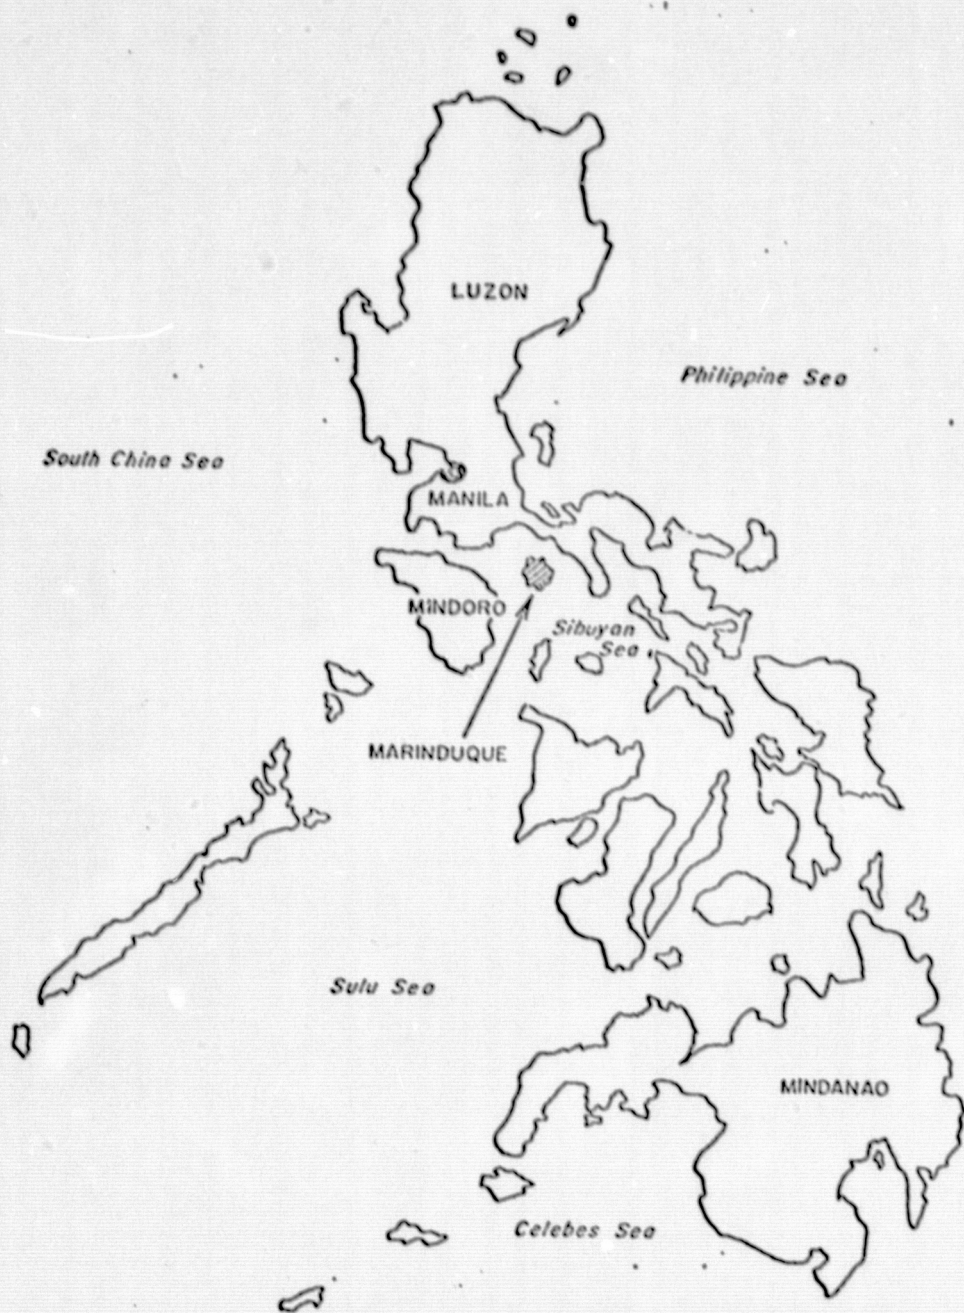 LUZON
Philippine Sea
South China Sea
MANILA
MINDORO
Sibuyan
Sea
MARINDUQUE
Sulu Sea
MINDANAO
Celebes Sea